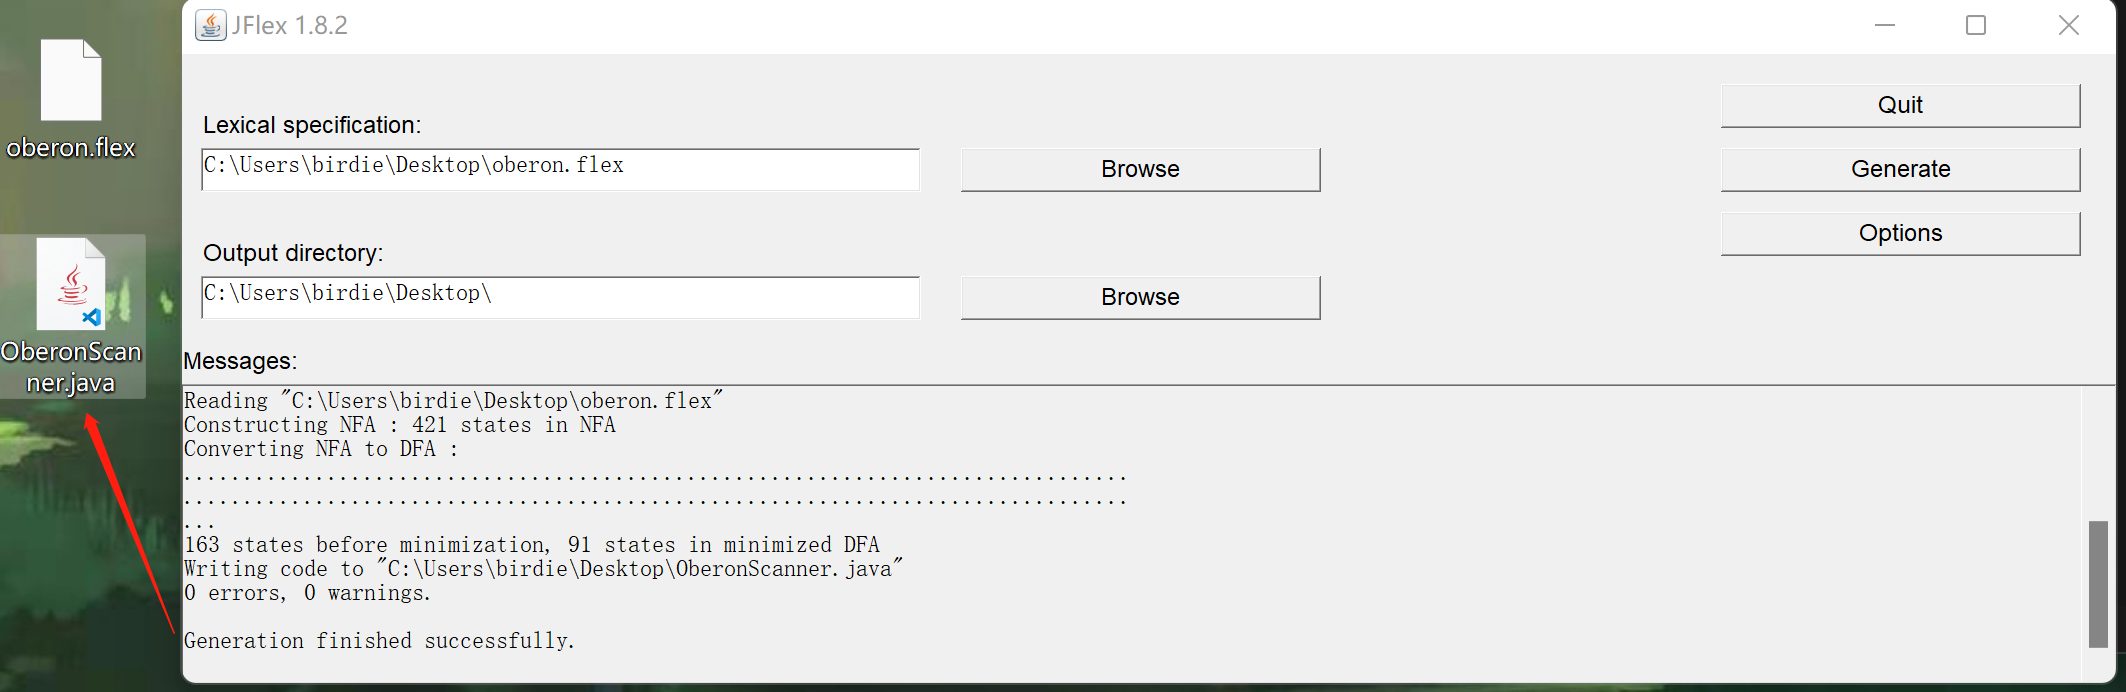 oberon.flex
OberonScan
ner.java
JFlex 1.8.2
Lexical specification:
C:\Users\birdie\Desktop\oberon.flex
Browse
Output directory:
C:\Users\birdie\Desktop\
Browse
Quit
Generate
Options
Messages:
Reading "C:\Users\birdie\Desktop\oberon.flex"
Constructing NFA : 421 states in NFA
Converting NFA to DFA :
...............................................................................
...............................................................................
...
163 states before minimization, 91 states in minimized DFA
Writing code to "C:\Users\birdie\Desktop\OberonScanner.java"
0 errors, 0 warnings.
Generation finished successfully.